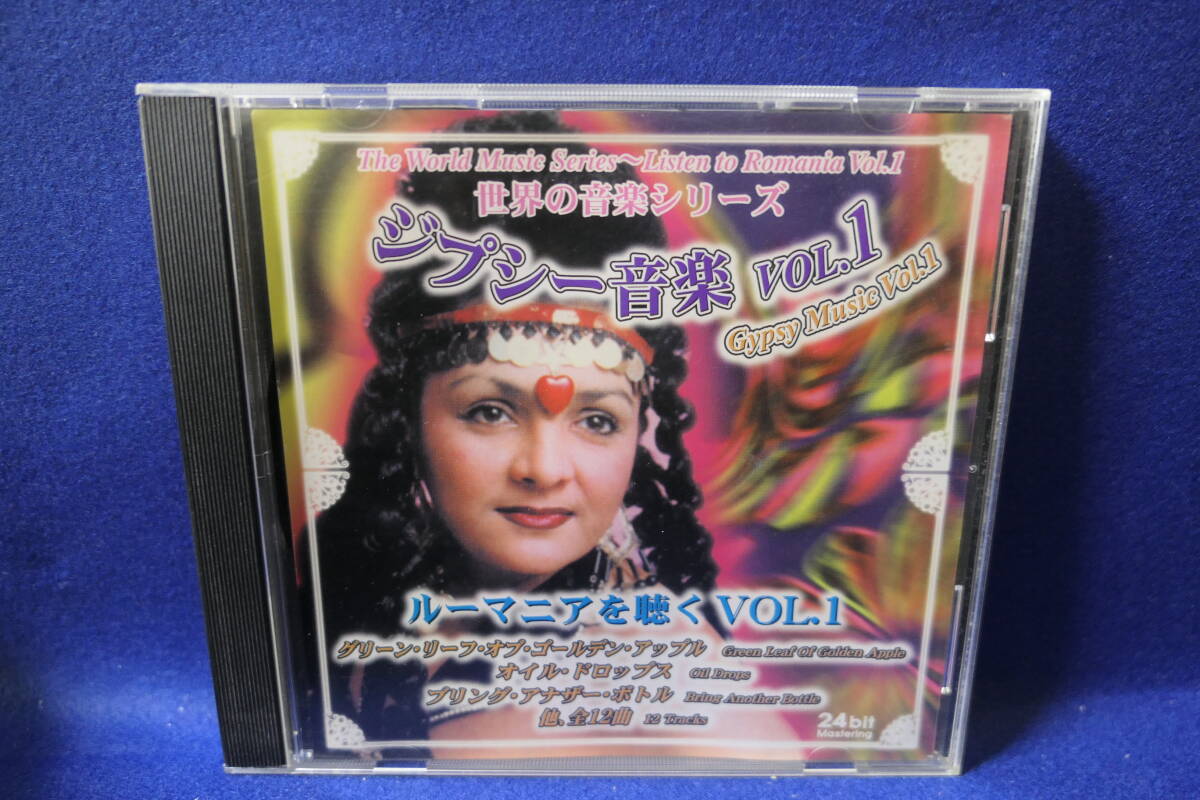 The World Music Series～Listen to Romania Vol.1
世界の音楽シリーズ
ジプシー音楽 VOL.1
Gypsy Music Vol.1
ルーマニアを聴く VOL.1
グリーン・リーフ・オブ・ゴールデン・アップル Green Leaf Of Golden Apple
オイル・ドロップス Oil Drops
ブリング・アナザー・ボトル Bring Another Bottle
他、全12曲 12 Tracks
24bit
Mastering